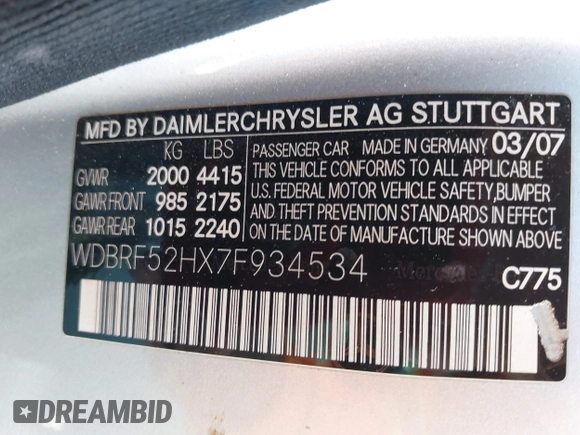 MFD BY DAIMLERCHRYSLER AG STUTTGART
KG LBS
GVWR 2000 4415
GAWR FRONT 985 2175
GAWR REAR 1015 2240
PASSENGER CAR MADE IN GERMANY 03/07
THIS VEHICLE CONFORMS TO ALL APPLICABLE
U.S. FEDERAL MOTOR VEHICLE SAFETY, BUMPER
AND THEFT PREVENTION STANDARDS IN EFFECT
ON THE DATE OF MANUFACTURE SHOWN ABOVE
WDBRF52HX7F934534
C775
DREAMBID